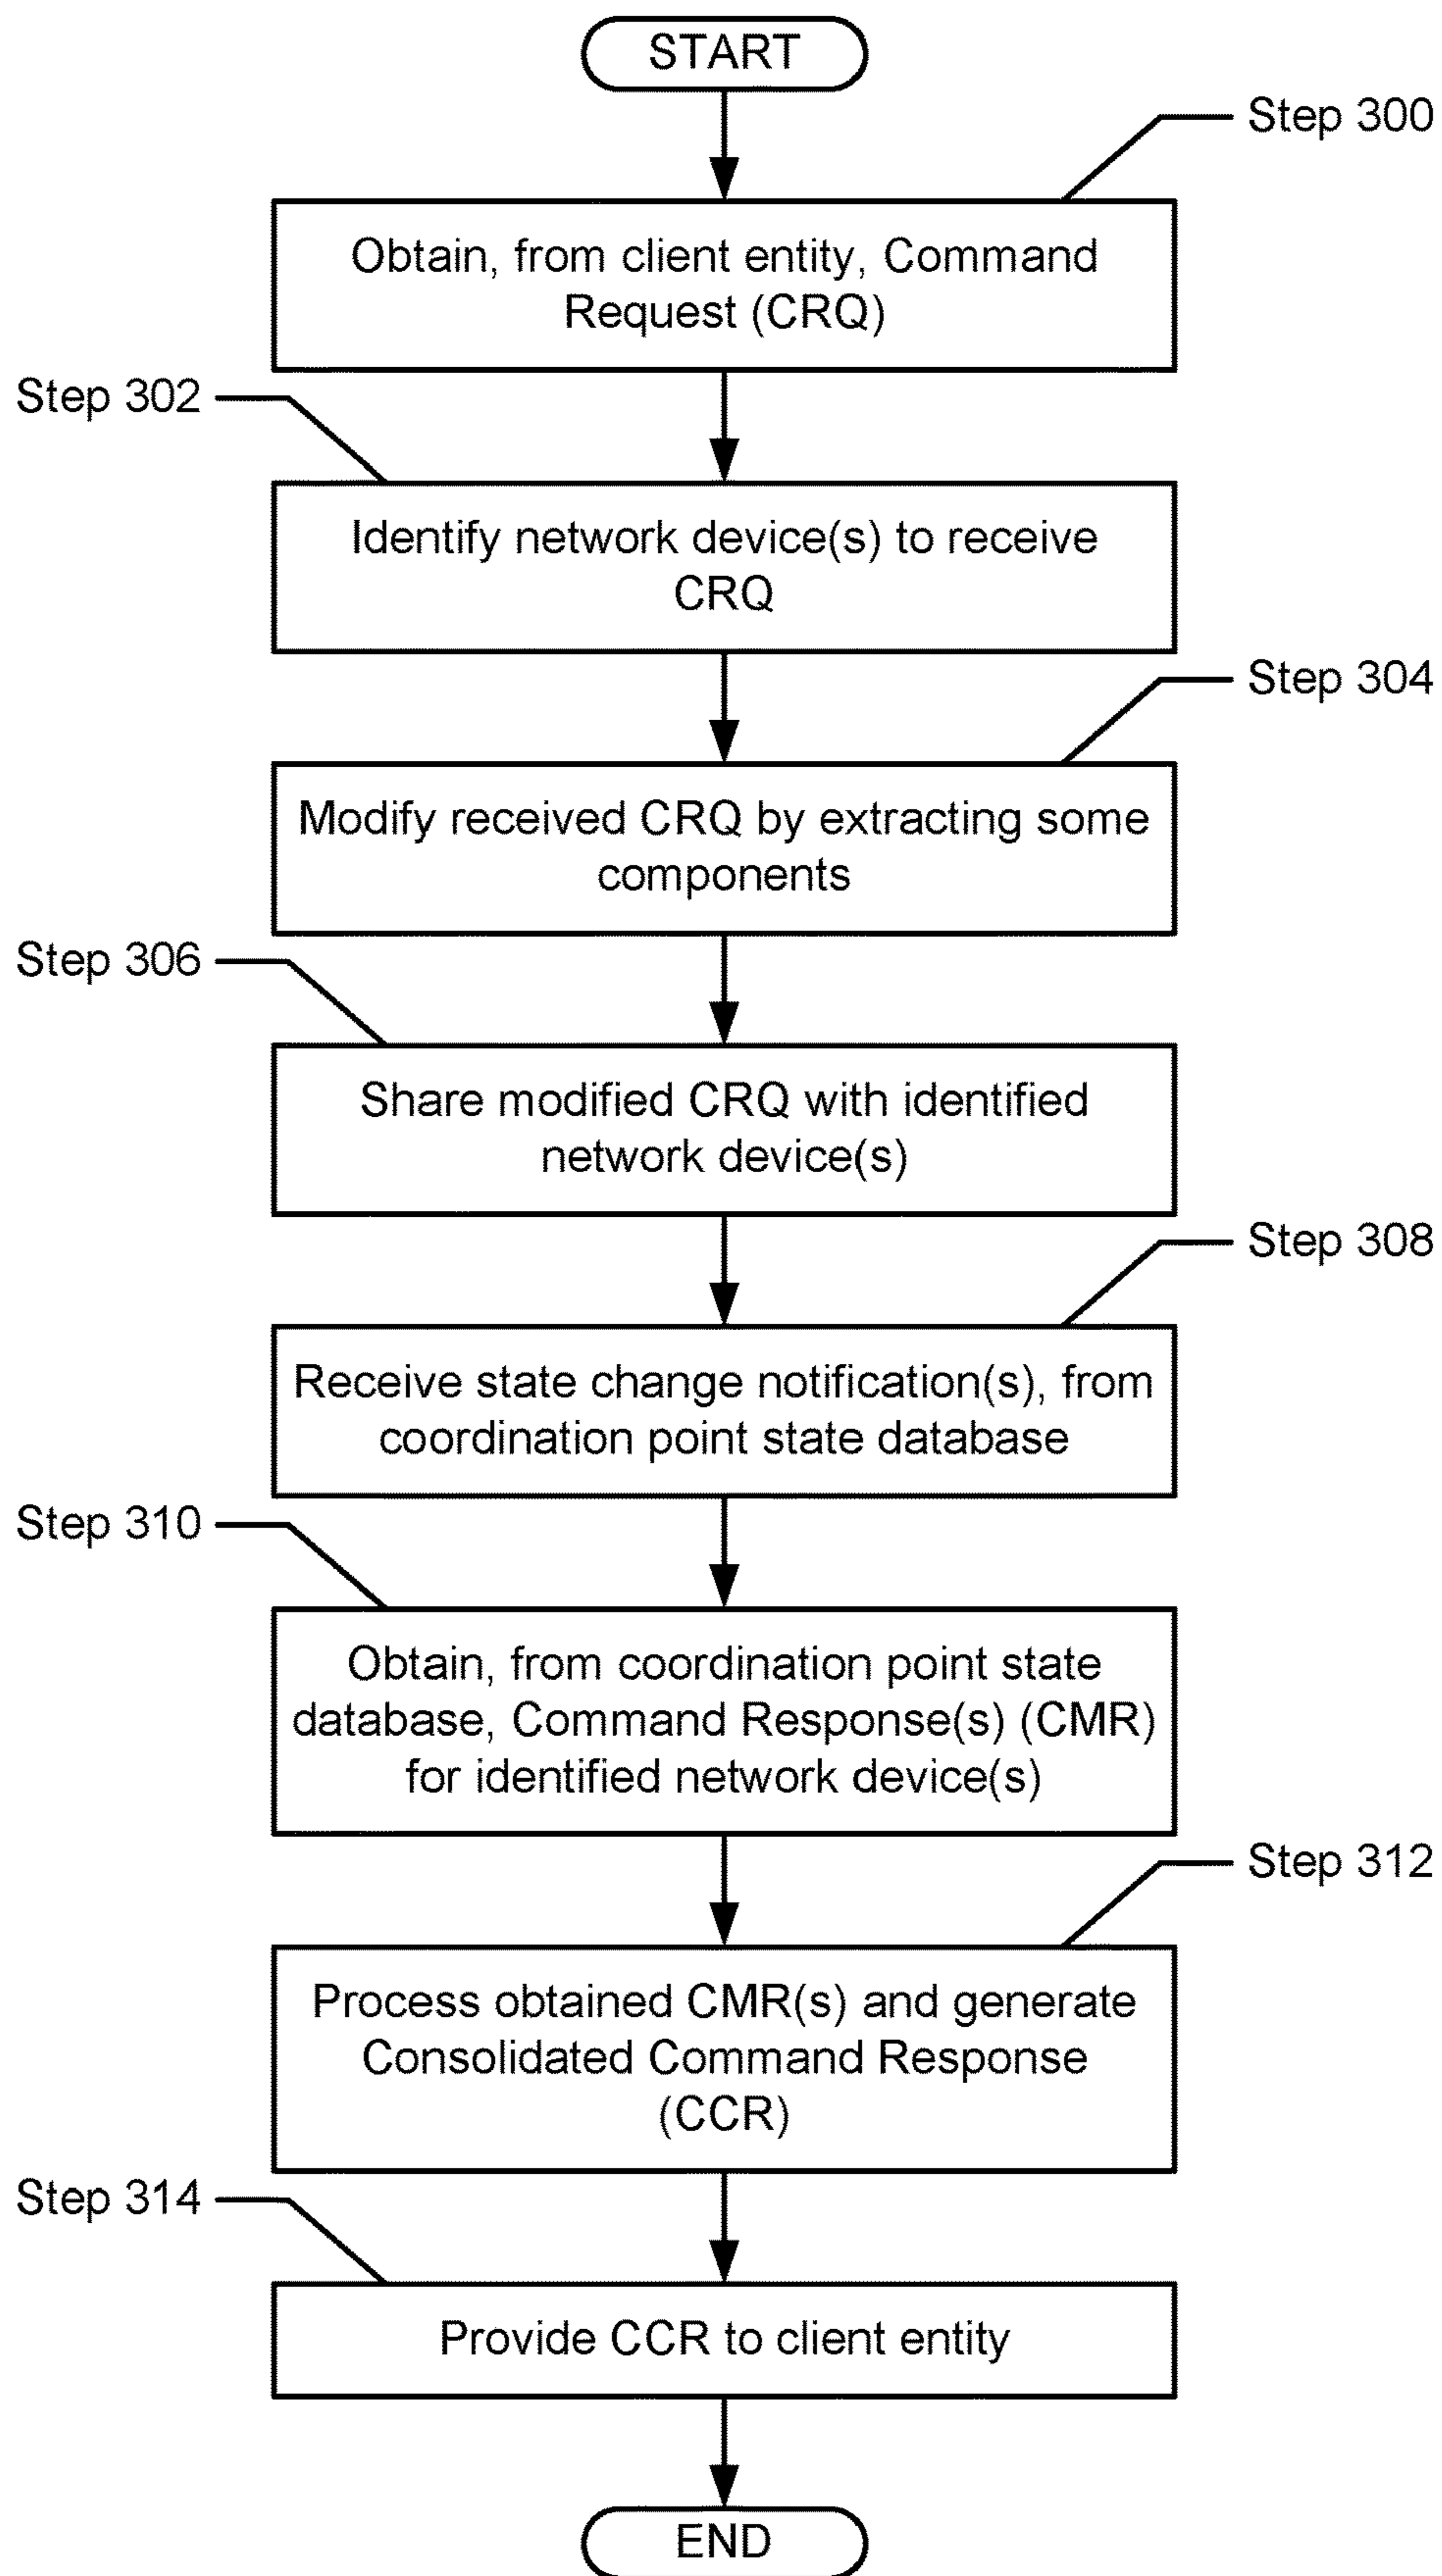 START
Step 300
Obtain, from client entity, Command
Request (CRQ)
Step 302
Identify network device(s) to receive
CRQ
Step 304
Modify received CRQ by extracting some
components
Step 306
Share modified CRQ with identified
network device(s)
Step 308
Receive state change notification(s), from
coordination point state database
Step 310
Obtain, from coordination point state
database, Command Response(s) (CMR)
for identified network device(s)
Step 312
Process obtained CMR(s) and generate
Consolidated Command Response
(CCR)
Step 314
Provide CCR to client entity
END